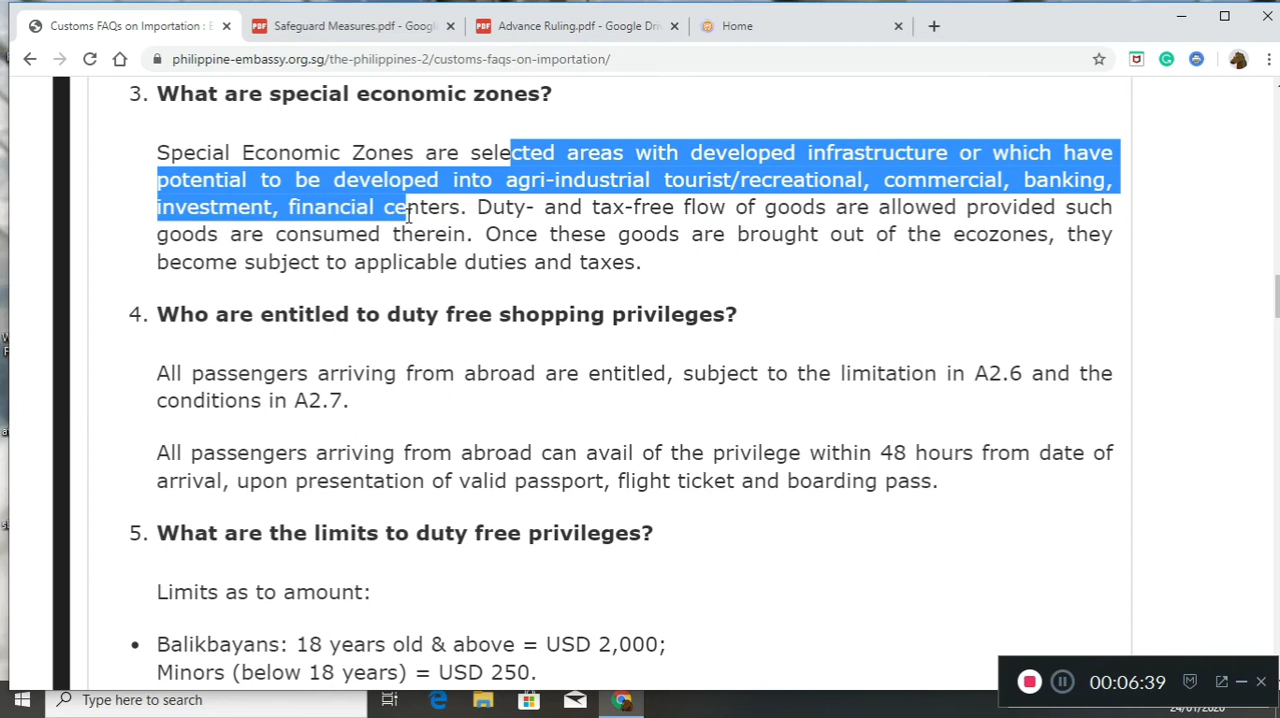 Customs FAQs on Importation : E
Safeguard Measures.pdf - Googl
Advance Ruling.pdf - Google Dri
Home
philippine-embassy.org.sg/the-philippines-2/customs-faqs-on-importation/
3. What are special economic zones?
Special Economic Zones are selected areas with developed infrastructure or which have
potential to be developed into agri-industrial tourist/recreational, commercial, banking,
investment, financial centers. Duty- and tax-free flow of goods are allowed provided such
goods are consumed therein. Once these goods are brought out of the ecozones, they
become subject to applicable duties and taxes.
4. Who are entitled to duty free shopping privileges?
All passengers arriving from abroad are entitled, subject to the limitation in A2.6 and the
conditions in A2.7.
All passengers arriving from abroad can avail of the privilege within 48 hours from date of
arrival, upon presentation of valid passport, flight ticket and boarding pass.
5. What are the limits to duty free privileges?
Limits as to amount:
• Balikbayans: 18 years old & above = USD 2,000;
Minors (below 18 years) = USD 250.
00:06:39
Type here to search
24/01/2020